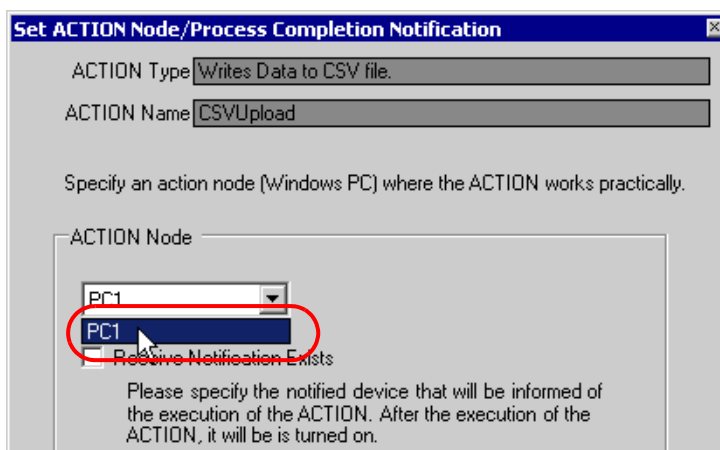 Set ACTION Node/Process Completion Notification
ACTION Type Writes Data to CSV file.
ACTION Name CSVUpload
Specify an action node (Windows PC) where the ACTION works practically.
ACTION Node
PC1
PC1
Receive Notification Exists
Please specify the notified device that will be informed of
the execution of the ACTION. After the execution of the
ACTION, it will be is turned on.